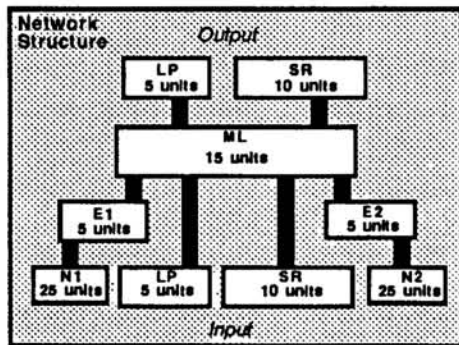 Network
Structure
Output
LP
5 units
SR
10 units
ML
15 units
E1
5 units
E2
5 units
N1
25 units
LP
5 units
SR
10 units
N2
25 units
Input